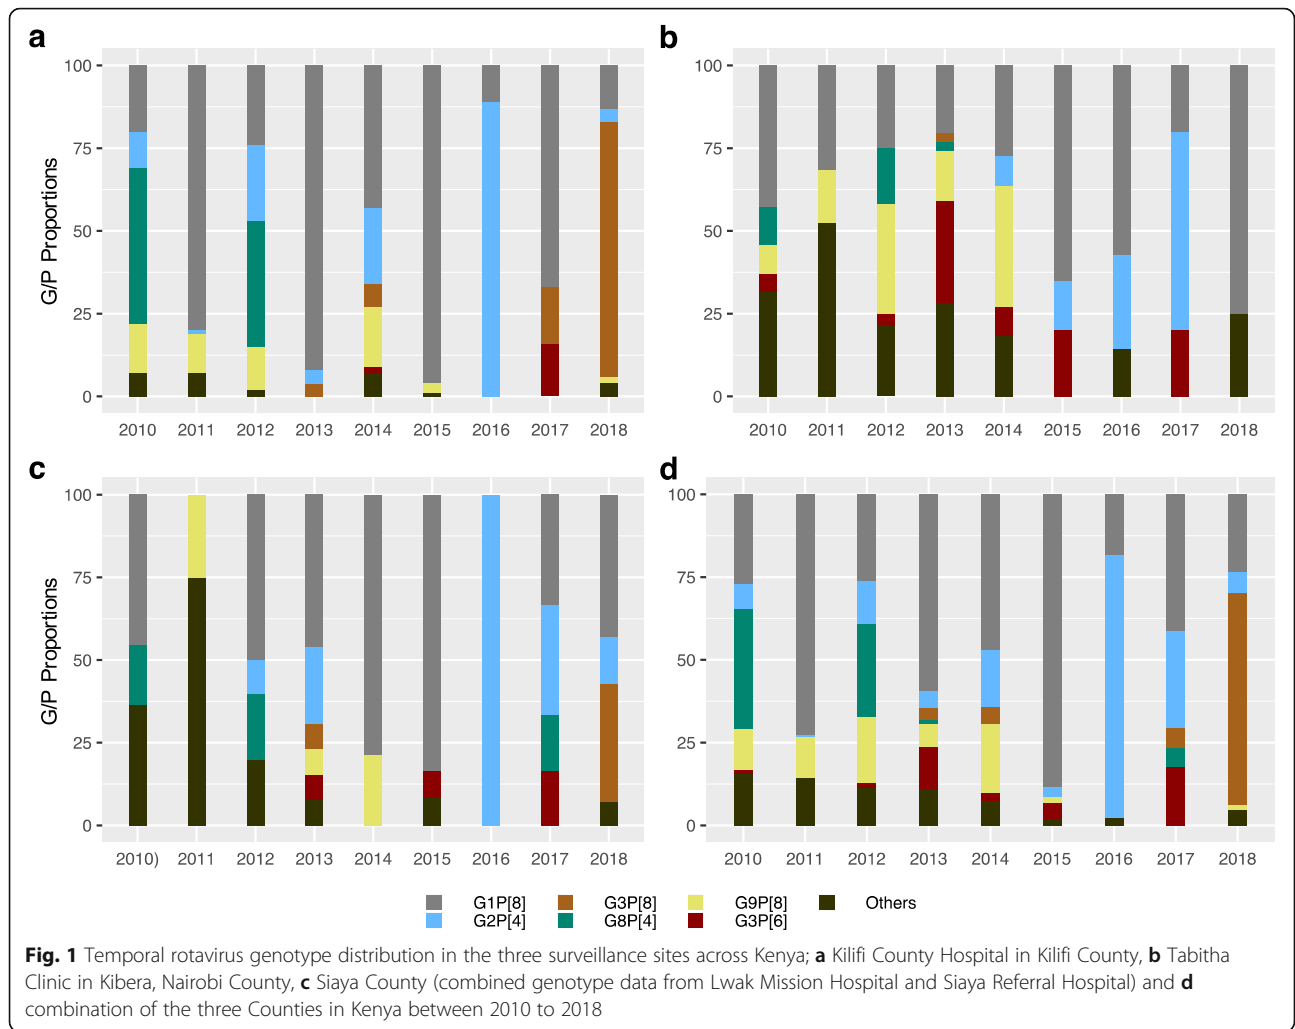 a
b
100
75
50
25
0
G/P Proportions
2010 2011 2012 2013 2014 2015 2016 2017 2018
100
75
50
25
0
2010 2011 2012 2013 2014 2015 2016 2017 2018
c
d
100
75
50
25
0
G/P Proportions
2010) 2011 2012 2013 2014 2015 2016 2017 2018
100
75
50
25
0
2010 2011 2012 2013 2014 2015 2016 2017 2018
G1P[8] G3P[8] G9P[8] Others
G2P[4] G8P[4] G3P[6]
Fig. 1 Temporal rotavirus genotype distribution in the three surveillance sites across Kenya; a Kilifi County Hospital in Kilifi County, b Tabitha
Clinic in Kibera, Nairobi County, c Siaya County (combined genotype data from Lwak Mission Hospital and Siaya Referral Hospital) and d
combination of the three Counties in Kenya between 2010 to 2018